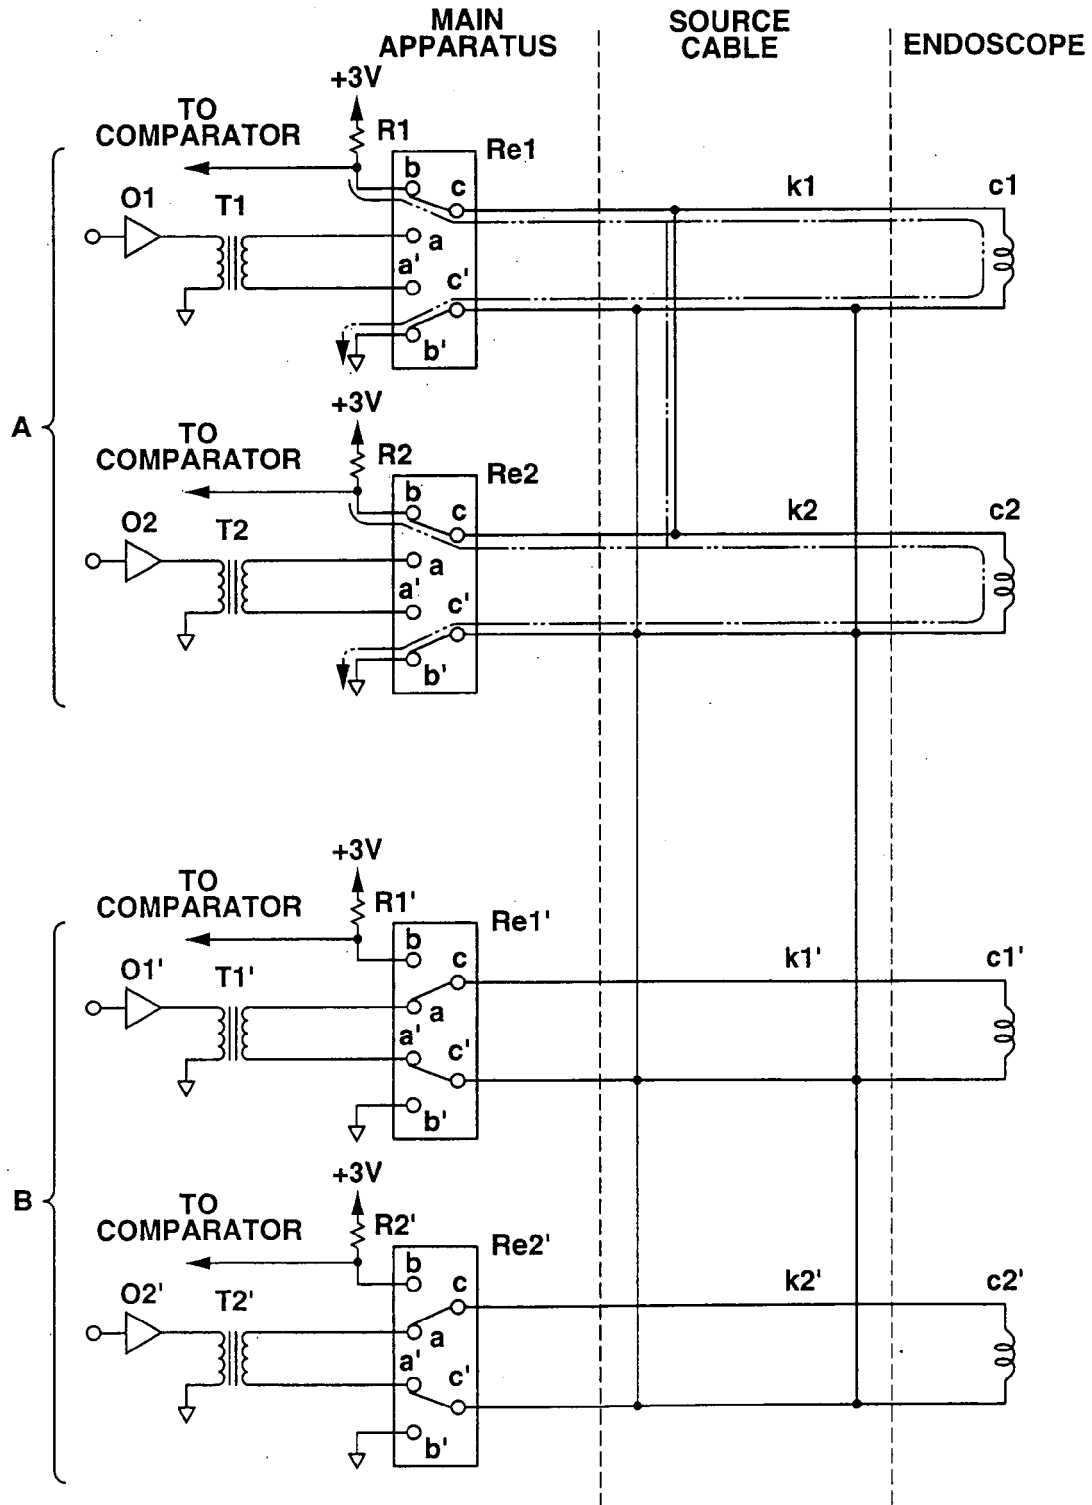 MAIN
APPARATUS
SOURCE
CABLE
ENDOSCOPE
+3V
TO
COMPARATOR
R1
Re1
b
c
k1
c1
O1
T1
a
a'
c'
b'
A
+3V
TO
COMPARATOR
R2
Re2
b
c
k2
c2
O2
T2
a
a'
c'
b'
+3V
TO
COMPARATOR
R1'
Re1'
b
c
k1'
c1'
O1'
T1'
a
a'
c'
b'
B
+3V
TO
COMPARATOR
R2'
Re2'
b
c
k2'
c2'
O2'
T2'
a
a'
c'
b'